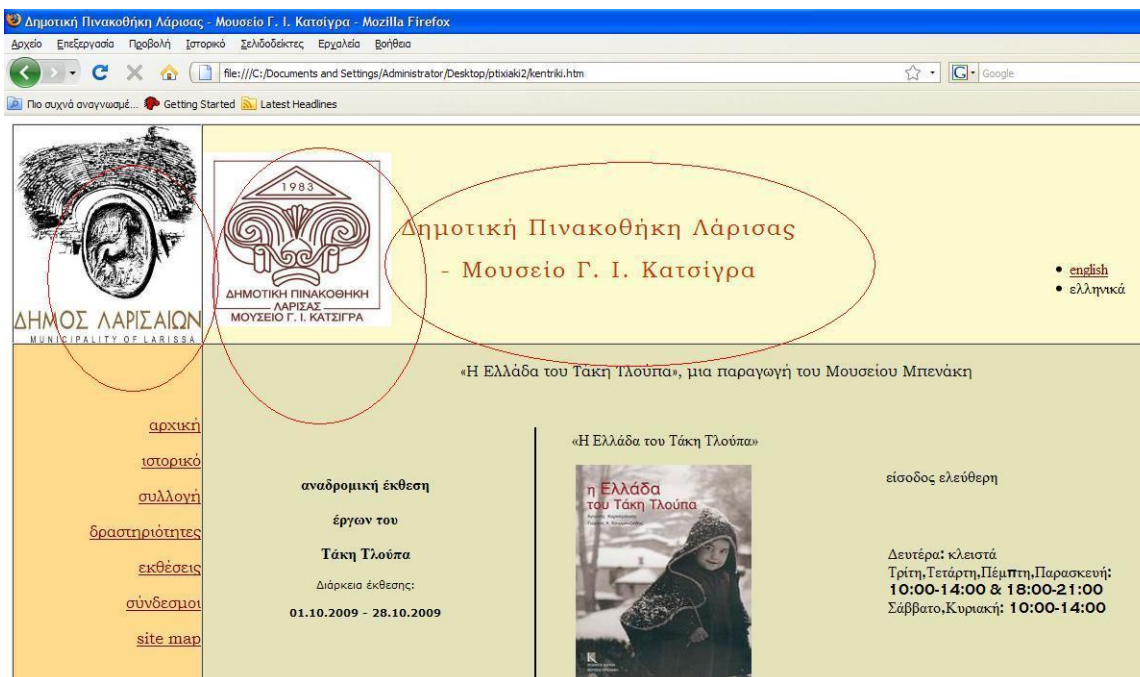 Δημοτική Πινακοθήκη Λάρισας - Μουσείο Γ. Ι. Κατσίγρα - Mozilla Firefox
Αρχείο Επεξεργασία Προβολή Ιστορικό Σελιδοδείκτες Εργαλεία Βοήθεια
file:///C:/Documents and Settings/Administrator/Desktop/ptixiaki2/kentriki.htm
Google
Πιο συχνά αναγνωσμέ... Getting Started Latest Headlines
ΔΗΜΟΣ ΛΑΡΙΣΑΙΩΝ
MUNICIPALITY OF LARISSA
1983
ΔΗΜΟΤΙΚΗ ΠΙΝΑΚΟΘΗΚΗ
ΛΑΡΙΣΑΣ
ΜΟΥΣΕΙΟ Γ. Ι. ΚΑΤΣΙΓΡΑ
Δημοτική Πινακοθήκη Λάρισας
- Μουσείο Γ. Ι. Κατσίγρα
english
ελληνικά
«Η Ελλάδα του Τάκη Τλούπα», μια παραγωγή του Μουσείου Μπενάκη
αρχική
ιστορικό
συλλογή
δραστηριότητες
εκθέσεις
σύνδεσμοι
site map
αναδρομική έκθεση
έργων του
Τάκη Τλούπα
Διάρκεια έκθεσης:
01.10.2009 - 28.10.2009
«Η Ελλάδα του Τάκη Τλούπα»
η Ελλάδα
του Τάκη Τλούπα
είσοδος ελεύθερη
Δευτέρα: κλειστά
Τρίτη,Τετάρτη,Πέμπτη,Παρασκευή:
10:00-14:00 & 18:00-21:00
Σάββατο,Κυριακή: 10:00-14:00